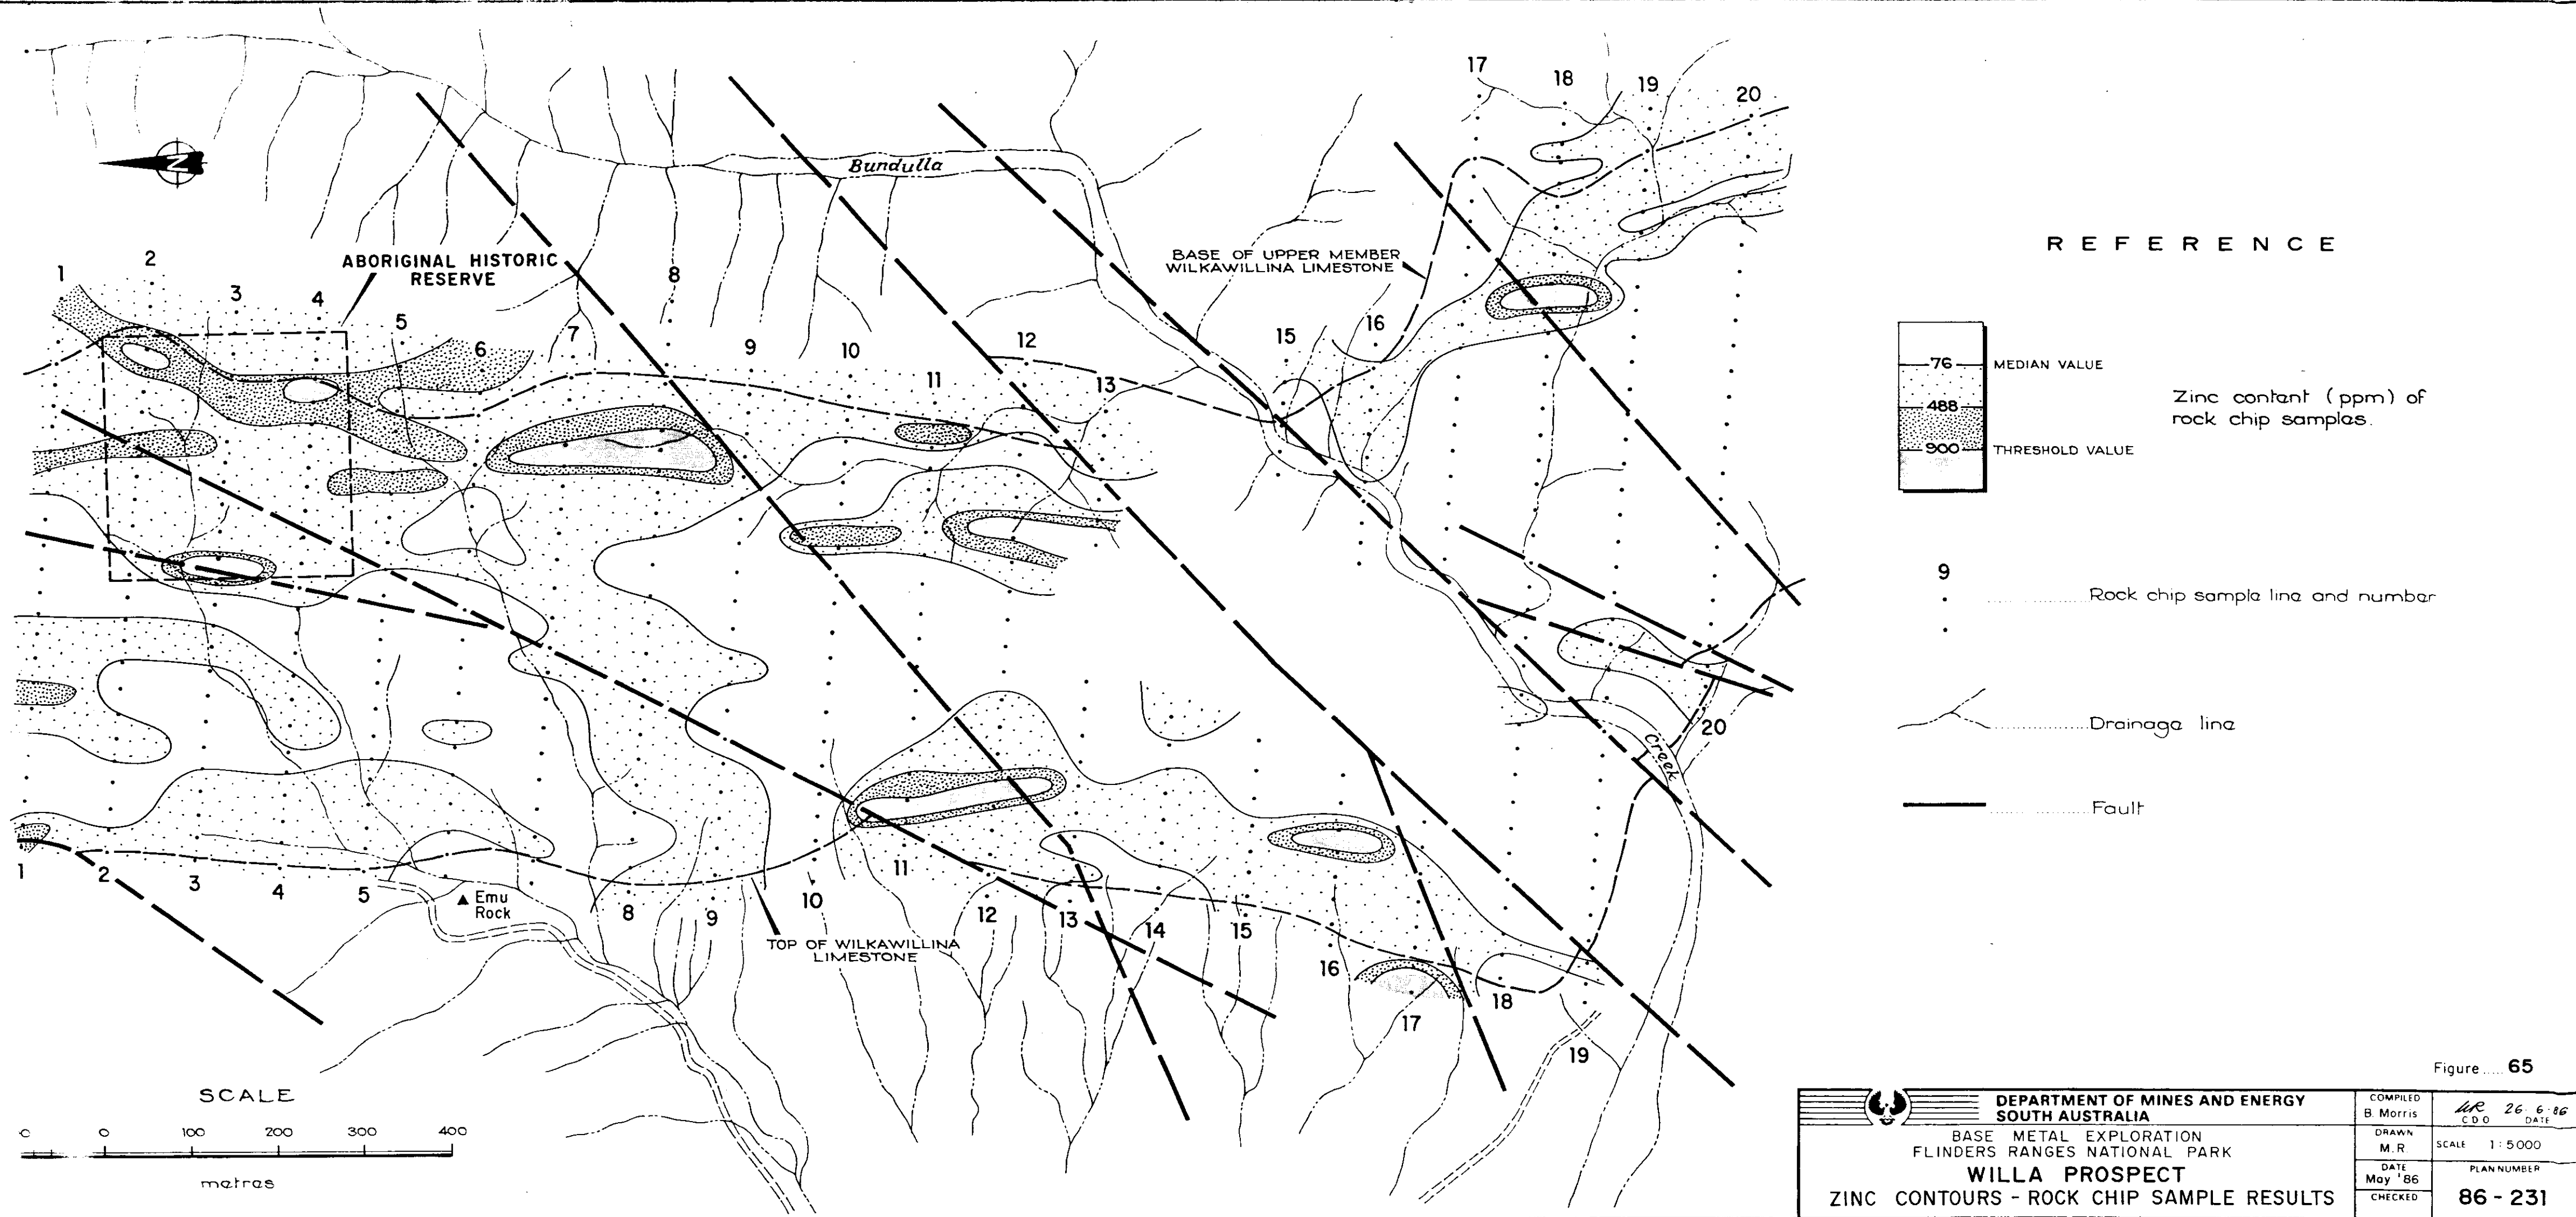 17
18
19
20
Bundulla
N
ABORIGINAL HISTORIC
RESERVE
BASE OF UPPER MEMBER
WILKAWILLINA LIMESTONE
1
2
3
4
5
6
7
8
9
10
11
12
13
15
16
REFERENCE
76
MEDIAN VALUE
488
900
THRESHOLD VALUE
Zinc content (ppm) of
rock chip samples.
9
Rock chip sample line and number
Drainage line
Fault
20
Creek
1
2
3
4
5
Emu
Rock
8
9
10
11
12
13
14
15
16
17
18
19
TOP OF WILKAWILLINA
LIMESTONE
SCALE
0 100 200 300 400
metres
Figure..... 65
DEPARTMENT OF MINES AND ENERGY
SOUTH AUSTRALIA
BASE METAL EXPLORATION
FLINDERS RANGES NATIONAL PARK
WILLA PROSPECT
ZINC CONTOURS - ROCK CHIP SAMPLE RESULTS
COMPILED
B. Morris
CDO
26-6-86
DATE
DRAWN
M.R
SCALE 1:5000
DATE
May '86
PLAN NUMBER
86-231
CHECKED